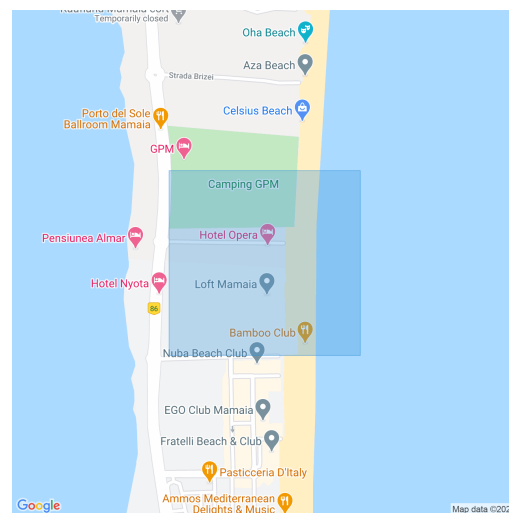 Temporarily closed
Oha Beach
Aza Beach
Strada Brizei
Celsius Beach
Porto del Sole
Ballroom Mamaia
GPM
Camping GPM
Hotel Opera
Pensiunea Almar
Hotel Nyota
Loft Mamaia
86
Bamboo Club
Nuba Beach Club
EGO Club Mamaia
Fratelli Beach & Club
Pasticceria D'Italy
Ammos Mediterranean
Delights & Music
Google
Map data ©202